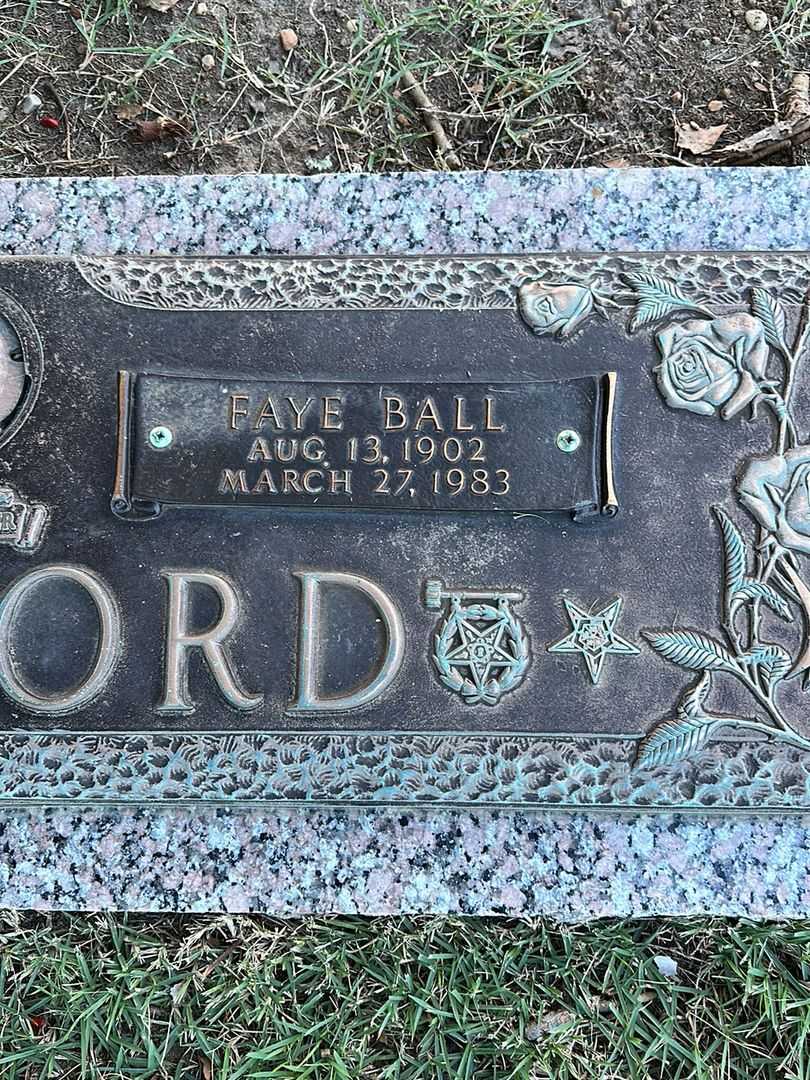 FAYE BALL
AUG. 13, 1902
MARCH 27, 1983
ORD